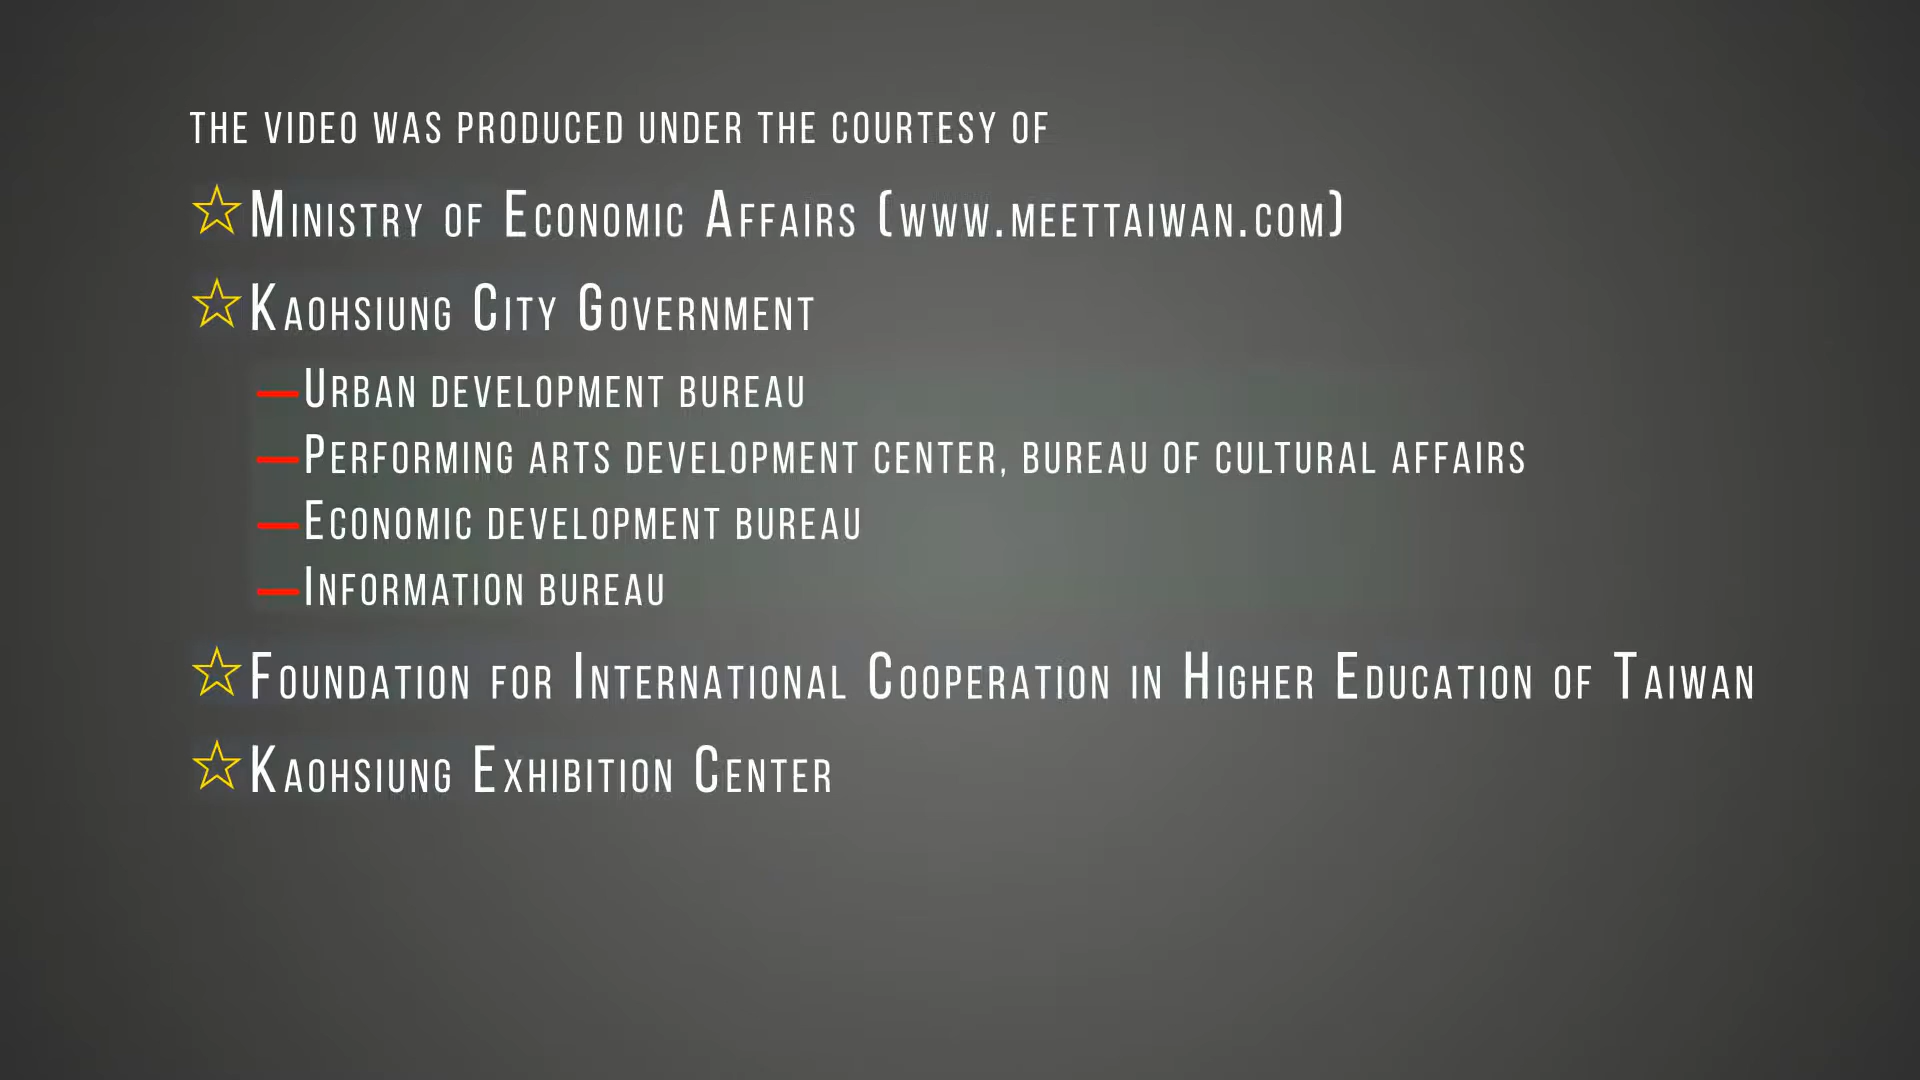 THE VIDEO WAS PRODUCED UNDER THE COURTESY OF
☆Ministry of Economic Affairs (www.meettaiwan.com)
☆Kaohsiung City Government
—Urban development bureau
—Performing arts development center, bureau of cultural affairs
—Economic development bureau
—Information bureau
☆Foundation for International Cooperation in Higher Education of Taiwan
☆Kaohsiung Exhibition Center